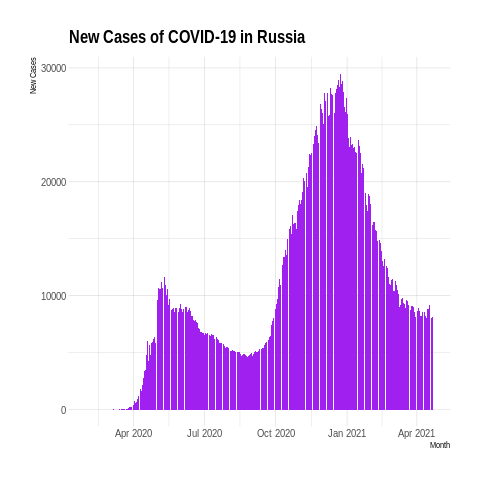 New Cases of COVID-19 in Russia
New Cases
30000
20000
10000
0
Apr 2020 Jul 2020 Oct 2020 Jan 2021 Apr 2021
Month